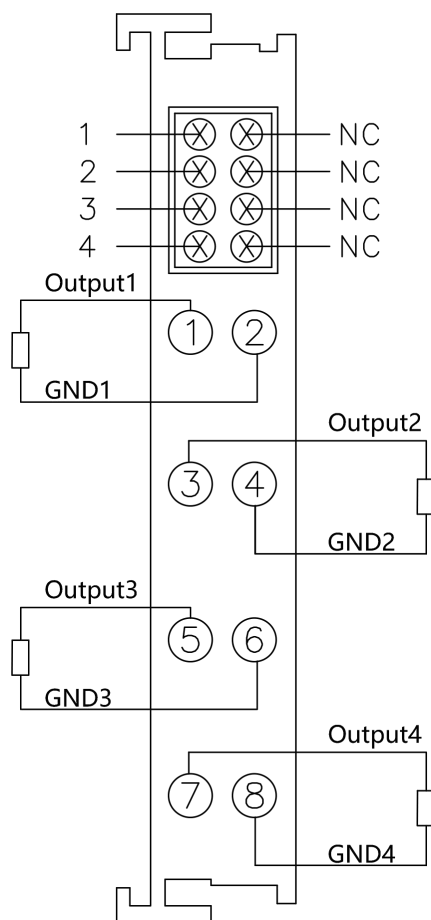 1 NC
2 NC
3 NC
4 NC
Output1
1 2
GND1
Output2
3 4
GND2
Output3
5 6
GND3
Output4
7 8
GND4